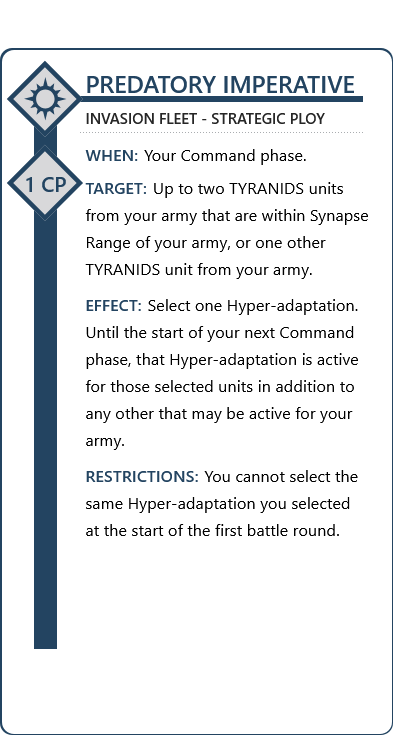 PREDATORY IMPERATIVE
INVASION FLEET - STRATEGIC PLOY
1 CP
WHEN: Your Command phase.
TARGET: Up to two TYRANIDS units
from your army that are within Synapse
Range of your army, or one other
TYRANIDS unit from your army.
EFFECT: Select one Hyper-adaptation.
Until the start of your next Command
phase, that Hyper-adaptation is active
for those selected units in addition to
any other that may be active for your
army.
RESTRICTIONS: You cannot select the
same Hyper-adaptation you selected
at the start of the first battle round.